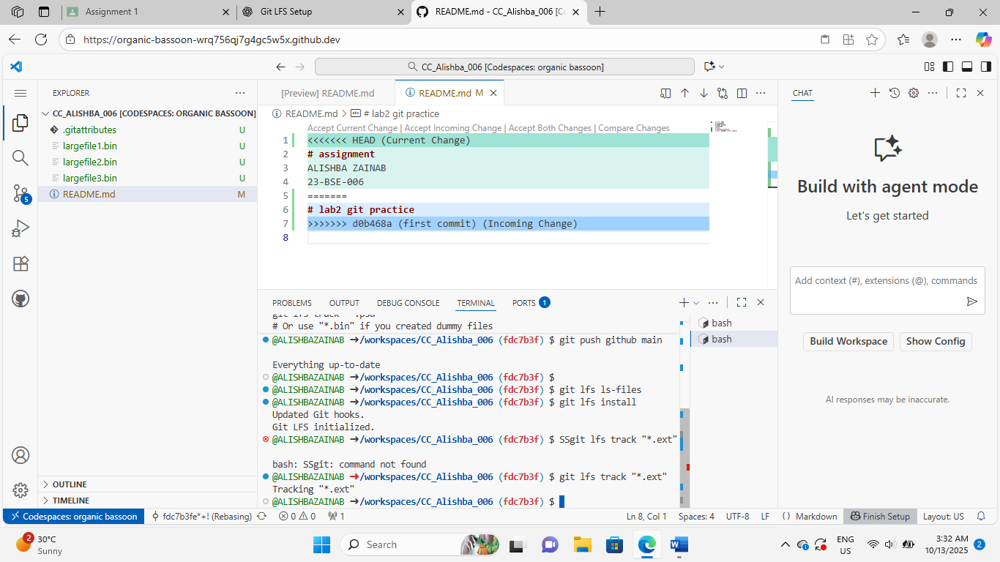 Assignment 1
Git LFS Setup
README.md - CC_Alishba_006 [Cc
https://organic-bassoon-wrq756qj7g4gc5w5x.github.dev
CC_Alishba_006 [Codespaces: organic bassoon]
EXPLORER
CC_ALISHBA_006 [CODESPACES: ORGANIC BASSOON]
.gitattributes U
largefile1.bin U
largefile2.bin U
largefile3.bin U
README.md M
5
OUTLINE
TIMELINE
[Preview] README.md
README.md M
README.md > # lab2 git practice
Accept Current Change | Accept Incoming Change | Accept Both Changes | Compare Changes
1 <<<<<<< HEAD (Current Change)
2 # assignment
3 ALISHBA ZAINAB
4 23-BSE-006
5 =======
6 # lab2 git practice
7 >>>>>>> d0b468a (first commit) (Incoming Change)
8
PROBLEMS OUTPUT DEBUG CONSOLE TERMINAL PORTS 1
git lfs track "*.psd"
# Or use "*.bin" if you created dummy files
@ALISHBAZAINAB ➜/workspaces/CC_Alishba_006 (fdc7b3f) $ git push github main
Everything up-to-date
@ALISHBAZAINAB ➜/workspaces/CC_Alishba_006 (fdc7b3f) $
@ALISHBAZAINAB ➜/workspaces/CC_Alishba_006 (fdc7b3f) $ git lfs ls-files
@ALISHBAZAINAB ➜/workspaces/CC_Alishba_006 (fdc7b3f) $ git lfs install
Updated Git hooks.
Git LFS initialized.
@ALISHBAZAINAB ➜/workspaces/CC_Alishba_006 (fdc7b3f) $ SSgit lfs track "*.ext"
bash: SSgit: command not found
@ALISHBAZAINAB ➜/workspaces/CC_Alishba_006 (fdc7b3f) $ git lfs track "*.ext"
Tracking "*.ext"
@ALISHBAZAINAB ➜/workspaces/CC_Alishba_006 (fdc7b3f) $
bash
bash
CHAT
Build with agent mode
Let's get started
Add context (#), extensions (@), commands
Build Workspace
Show Config
AI responses may be inaccurate.
Codespaces: organic bassoon
fdc7b3fe*+! (Rebasing)
0 0
1
Ln 8, Col 1
Spaces: 4
UTF-8
LF
{ } Markdown
Finish Setup
Layout: US
2
30°C
Sunny
Search
ENG
US
3:32 AM
10/13/2025
2